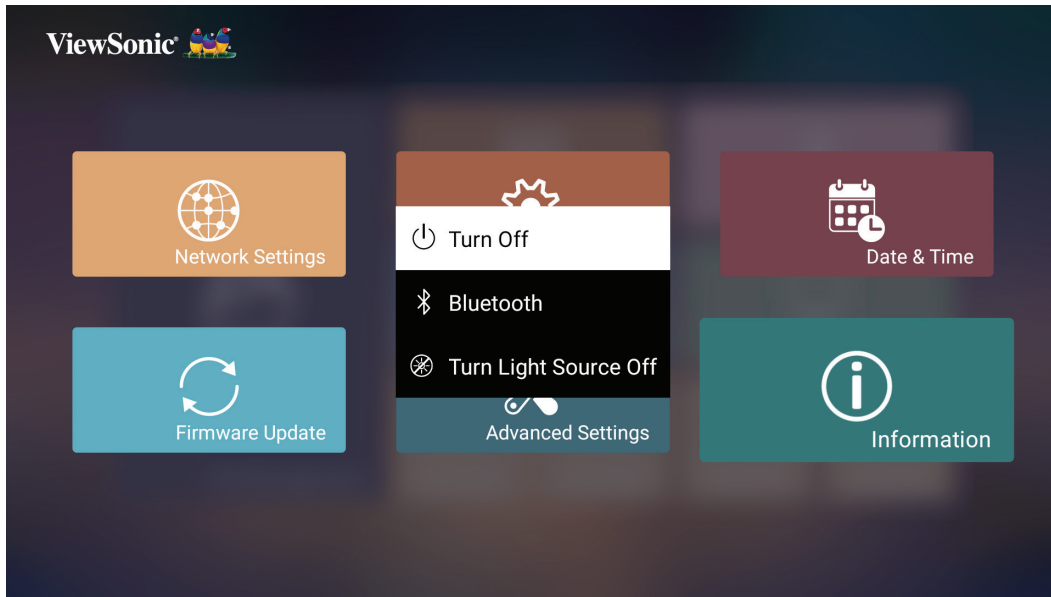 ViewSonic®
Network Settings
Date & Time
Turn Off
Bluetooth
Turn Light Source Off
Firmware Update
Advanced Settings
Information